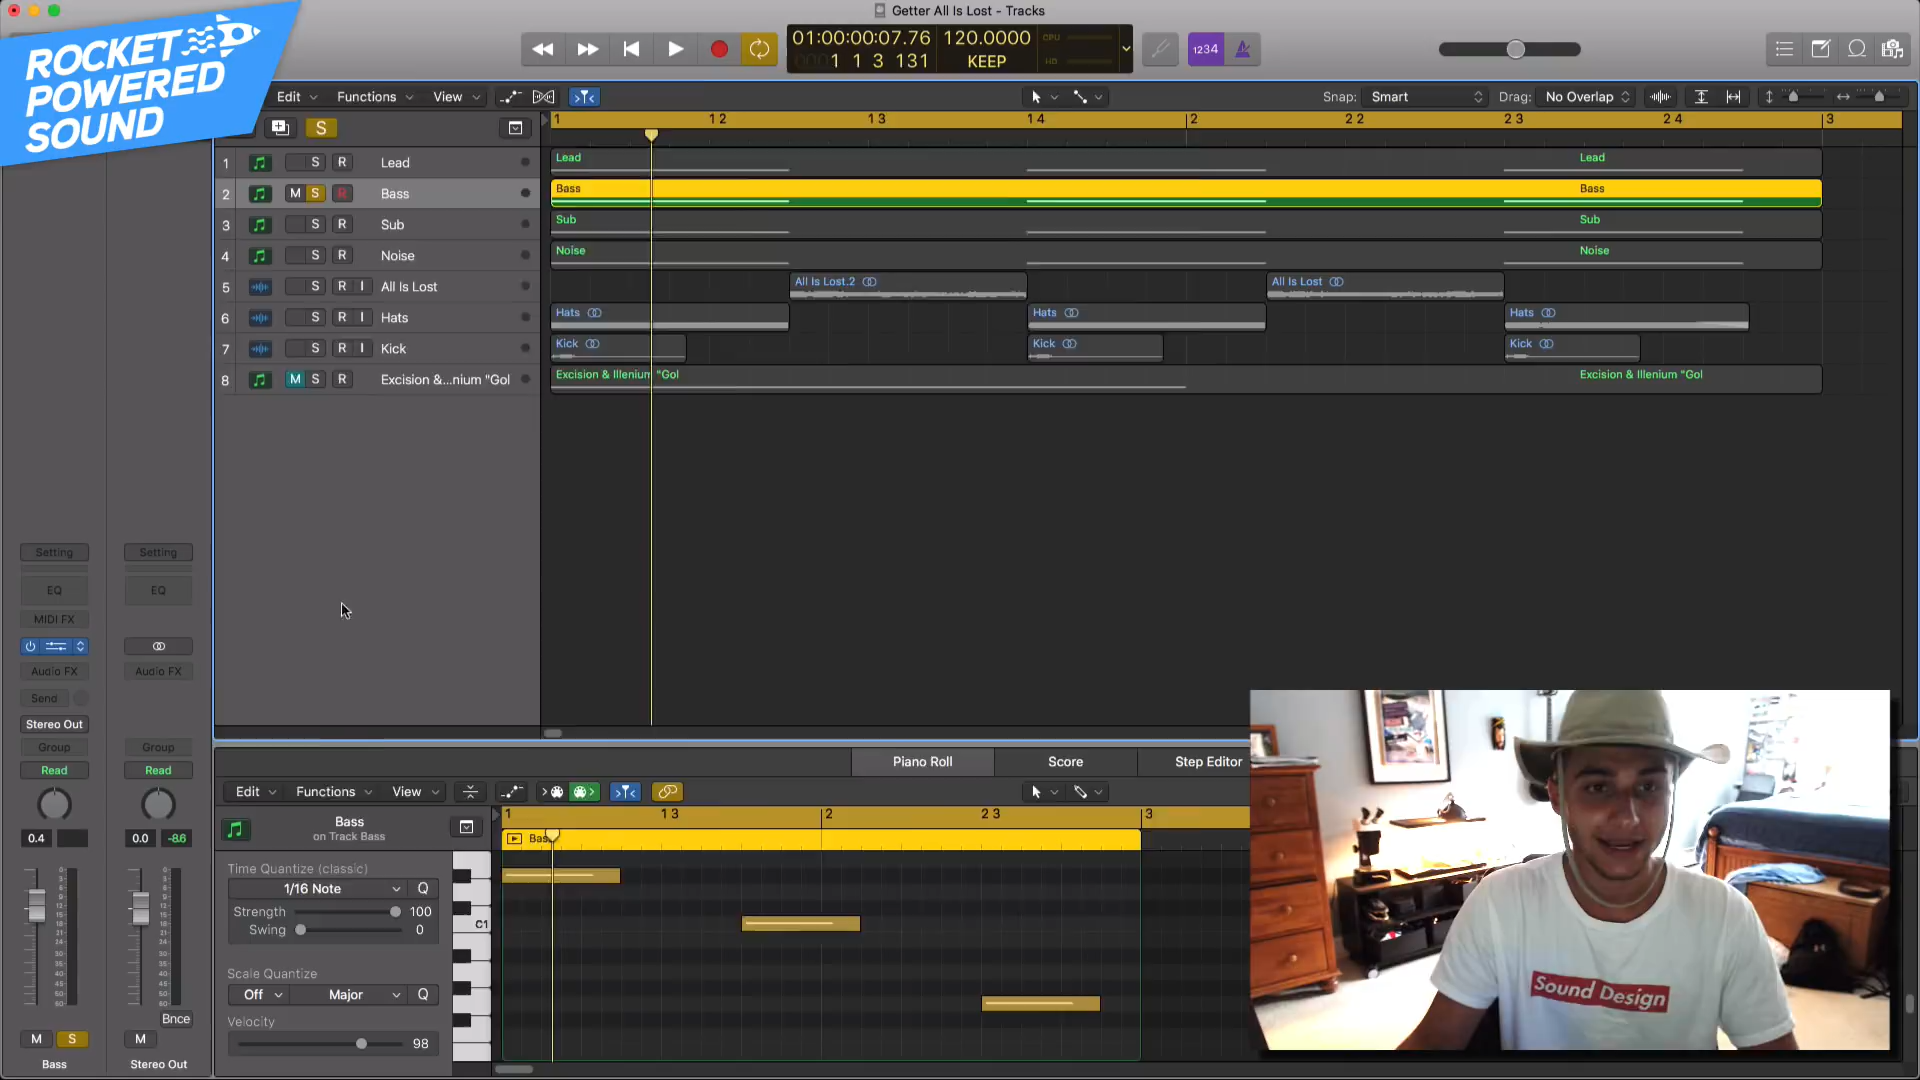 Getter All Is Lost - Tracks
ROCKET
POWERED
SOUND
01:00:00:07.76 120.0000 CPU
1 1 3 131 KEEP HD
1234
Edit Functions View Snap: Smart Drag: No Overlap
S 1 1 2 1 3 1 4 2 2 2 2 3 2 4 3
1 S R Lead Lead Lead
2 M S R Bass Bass Bass
3 S R Sub Sub Sub
4 S R Noise Noise Noise
5 S R I All Is Lost All Is Lost.2 All Is Lost
6 S R I Hats Hats Hats Hats
7 S R I Kick Kick Kick Kick
8 M S R Excision &...nium "Gol Excision & Illenium "Gol Excision & Illenium "Gol
Setting Setting
EQ EQ
MIDI FX
Audio FX Audio FX
Send
Stereo Out
Group Group
Read Read
0.4 0.0 -8.6
Bnce
M S M
Bass Stereo Out
Piano Roll Score Step Editor
Edit Functions View
1 1 3 2 2 3 3
Bass
on Track Bass
Bass
Time Quantize (classic)
1/16 Note Q
Strength 100
Swing 0
C1
Scale Quantize
Off Major Q
Velocity
98
Sound Design